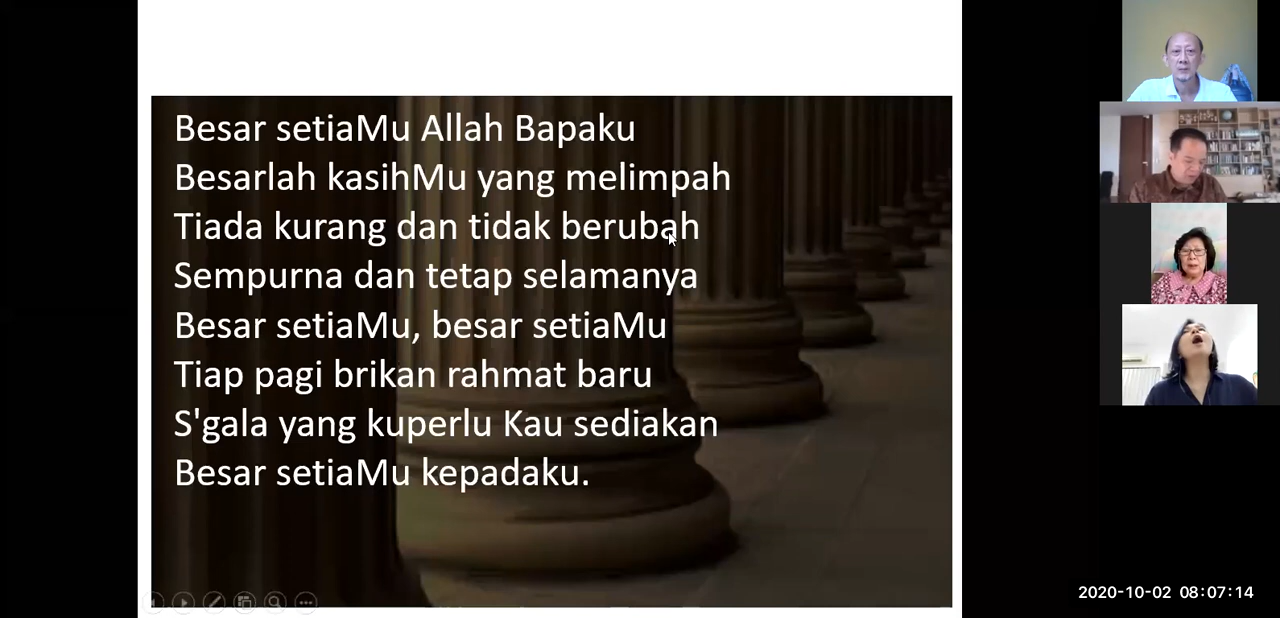 Besar setiaMu Allah Bapaku
Besarlah kasihMu yang melimpah
Tiada kurang dan tidak berubah
Sempurna dan tetap selamanya
Besar setiaMu, besar setiaMu
Tiap pagi brikan rahmat baru
S'gala yang kuperlu Kau sediakan
Besar setiaMu kepadaku.
2020-10-02 08:07:14